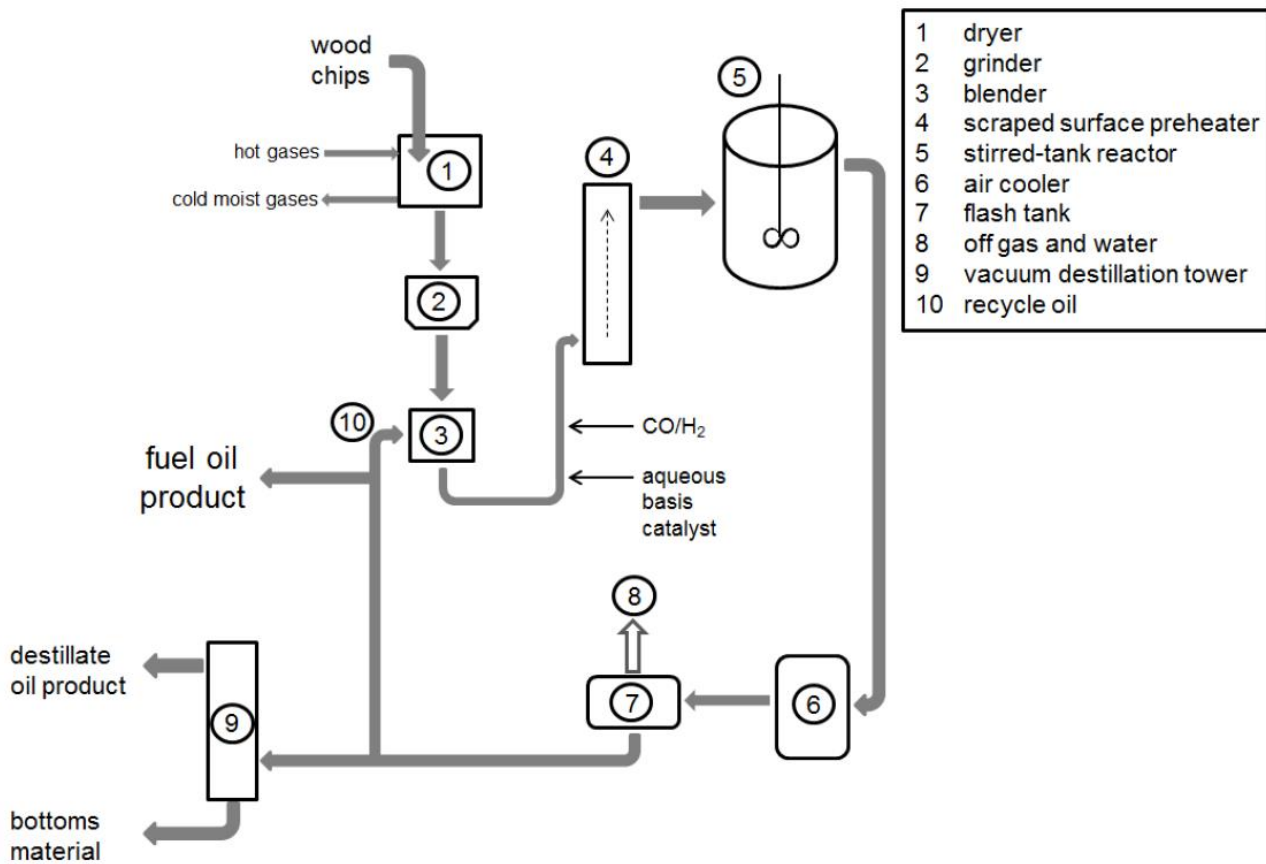 wood
chips
hot gases
cold moist gases
1
2
3
4
5
6
7
8
9
10
CO/H₂
aqueous
basis
catalyst
fuel oil
product
destillate
oil product
bottoms
material
1 dryer
2 grinder
3 blender
4 scraped surface preheater
5 stirred-tank reactor
6 air cooler
7 flash tank
8 off gas and water
9 vacuum destillation tower
10 recycle oil